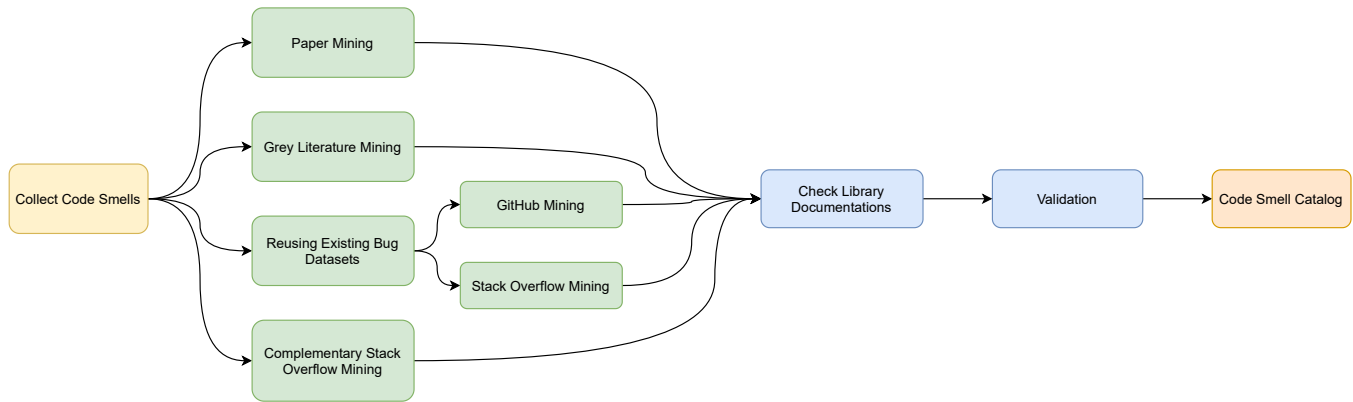 Collect Code Smells
Paper Mining
Grey Literature Mining
Reusing Existing Bug
Datasets
Complementary Stack
Overflow Mining
GitHub Mining
Stack Overflow Mining
Check Library
Documentations
Validation
Code Smell Catalog